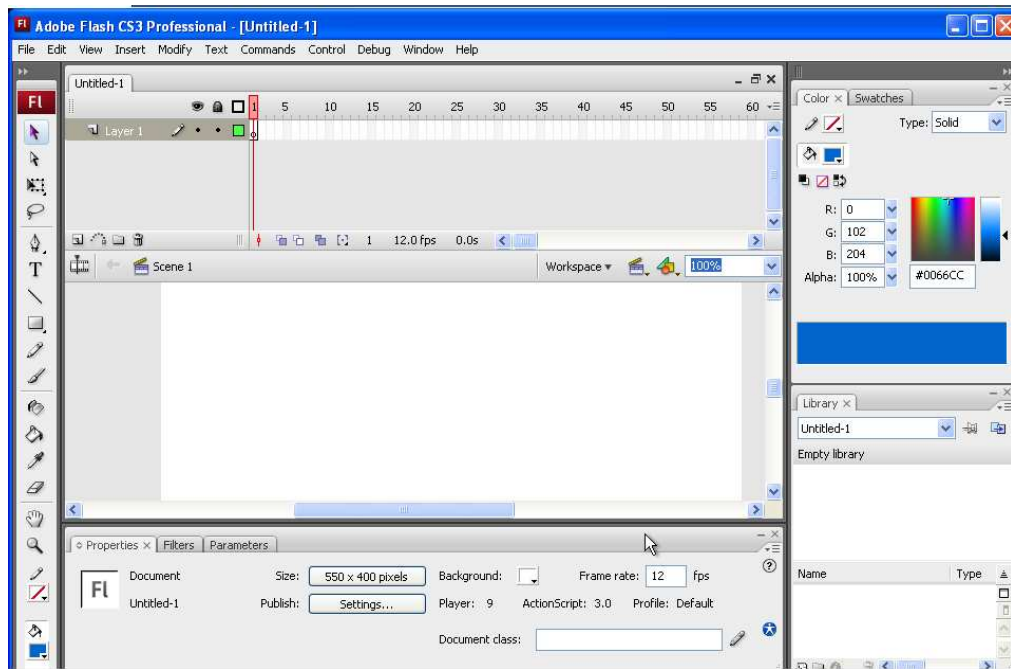 Adobe Flash CS3 Professional - [Untitled-1]
File Edit View Insert Modify Text Commands Control Debug Window Help
Untitled-1
Fl
1 5 10 15 20 25 30 35 40 45 50 55 60
Layer 1
1 12.0 fps 0.0s
Scene 1 Workspace 100%
T
Color Swatches
Type: Solid
R: 0
G: 102
B: 204
Alpha: 100% #0066CC
Library
Untitled-1
Empty library
Name Type
Properties Filters Parameters
Fl
Document Size: 550 x 400 pixels Background: Frame rate: 12 fps
Untitled-1 Publish: Settings... Player: 9 ActionScript: 3.0 Profile: Default
Document class: